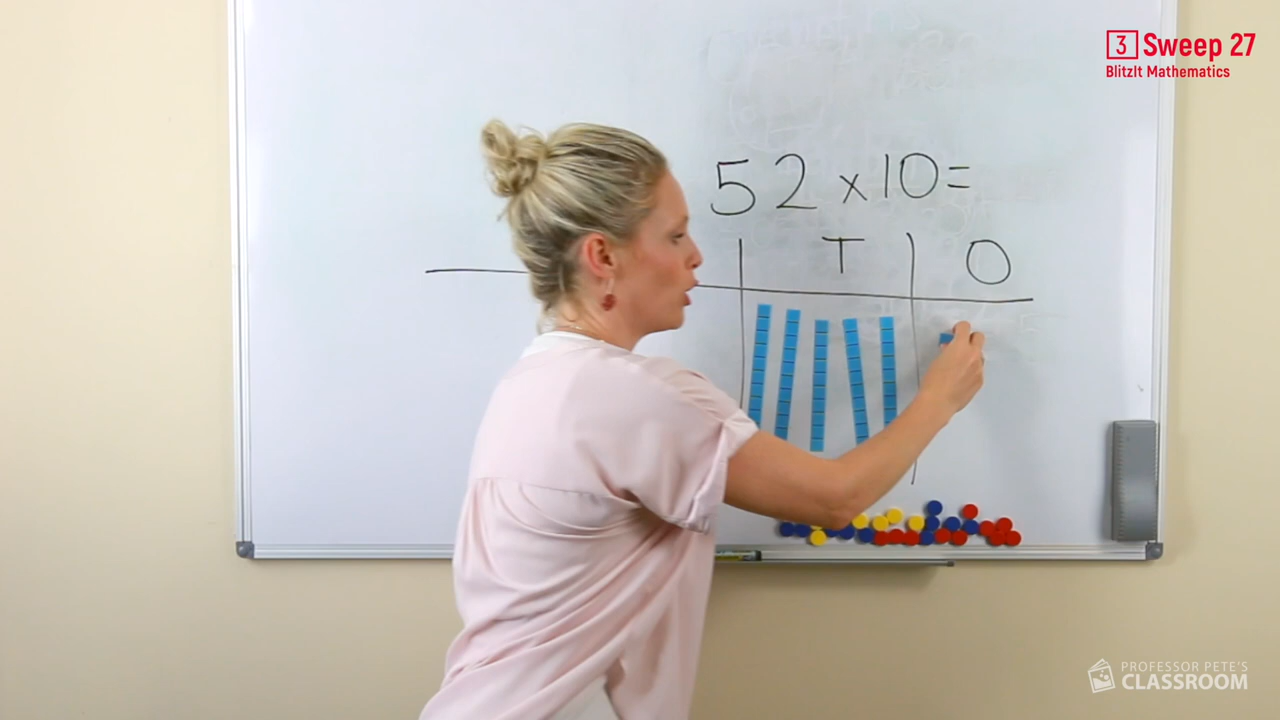 3 Sweep 27
BlitzIt Mathematics
52 x 10 =
T O
PROFESSOR PETE'S
CLASSROOM